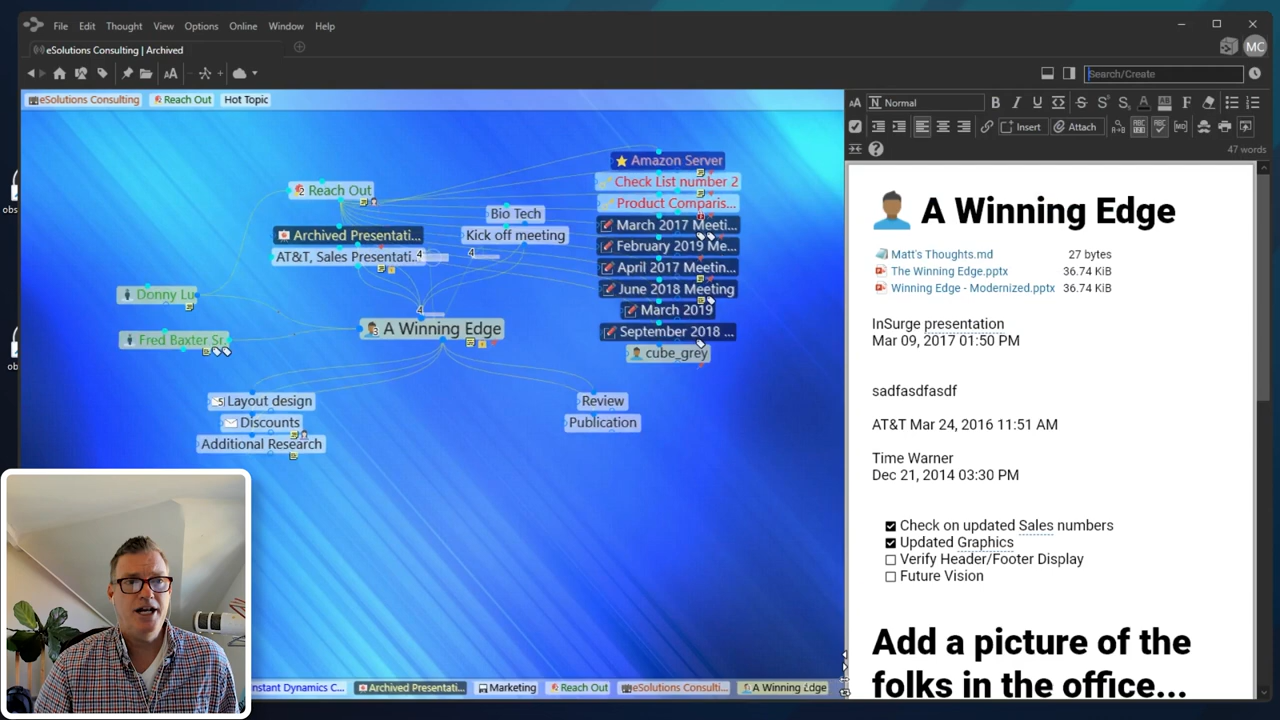 File Edit Thought View Options Online Window Help
eSolutions Consulting | Archived
MC
Search/Create
eSolutions Consulting Reach Out Hot Topic
Normal
Insert
Attach
47 words
Amazon Server
Reach Out
Check List number 2
Product Comparis...
Bio Tech
March 2017 Meeti...
Archived Presentati...
Kick off meeting
February 2019 Me...
AT&T, Sales Presentati...
4
4
April 2017 Meetin...
June 2018 Meeting
Donny Lu
4
March 2019
A Winning Edge
September 2018 ...
Fred Baxter Sr.
cube_grey
Layout design
Review
Discounts
Publication
Additional Research
A Winning Edge
Matt's Thoughts.md 27 bytes
The Winning Edge.pptx 36.74 KiB
Winning Edge - Modernized.pptx 36.74 KiB
InSurge presentation
Mar 09, 2017 01:50 PM
sadfasdfasdf
AT&T Mar 24, 2016 11:51 AM
Time Warner
Dec 21, 2014 03:30 PM
Check on updated Sales numbers
Updated Graphics
Verify Header/Footer Display
Future Vision
Add a picture of the
folks in the office...
nstant Dynamics C... Archived Presentati... Marketing Reach Out eSolutions Consulti... A Winning Edge